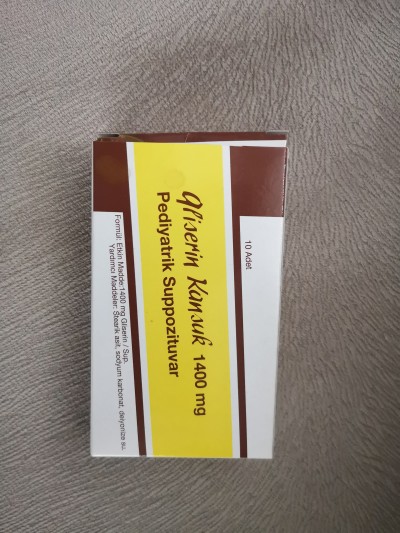 10 Adet
Gliserin Kansuk 1400 mg
Pediyatrik Suppozituvar
Formül: Etkin Madde:1400 mg Gliserin / Sup.
Yardımcı Maddeler: Stearik asit, sodyum karbonat, deiyonize su.